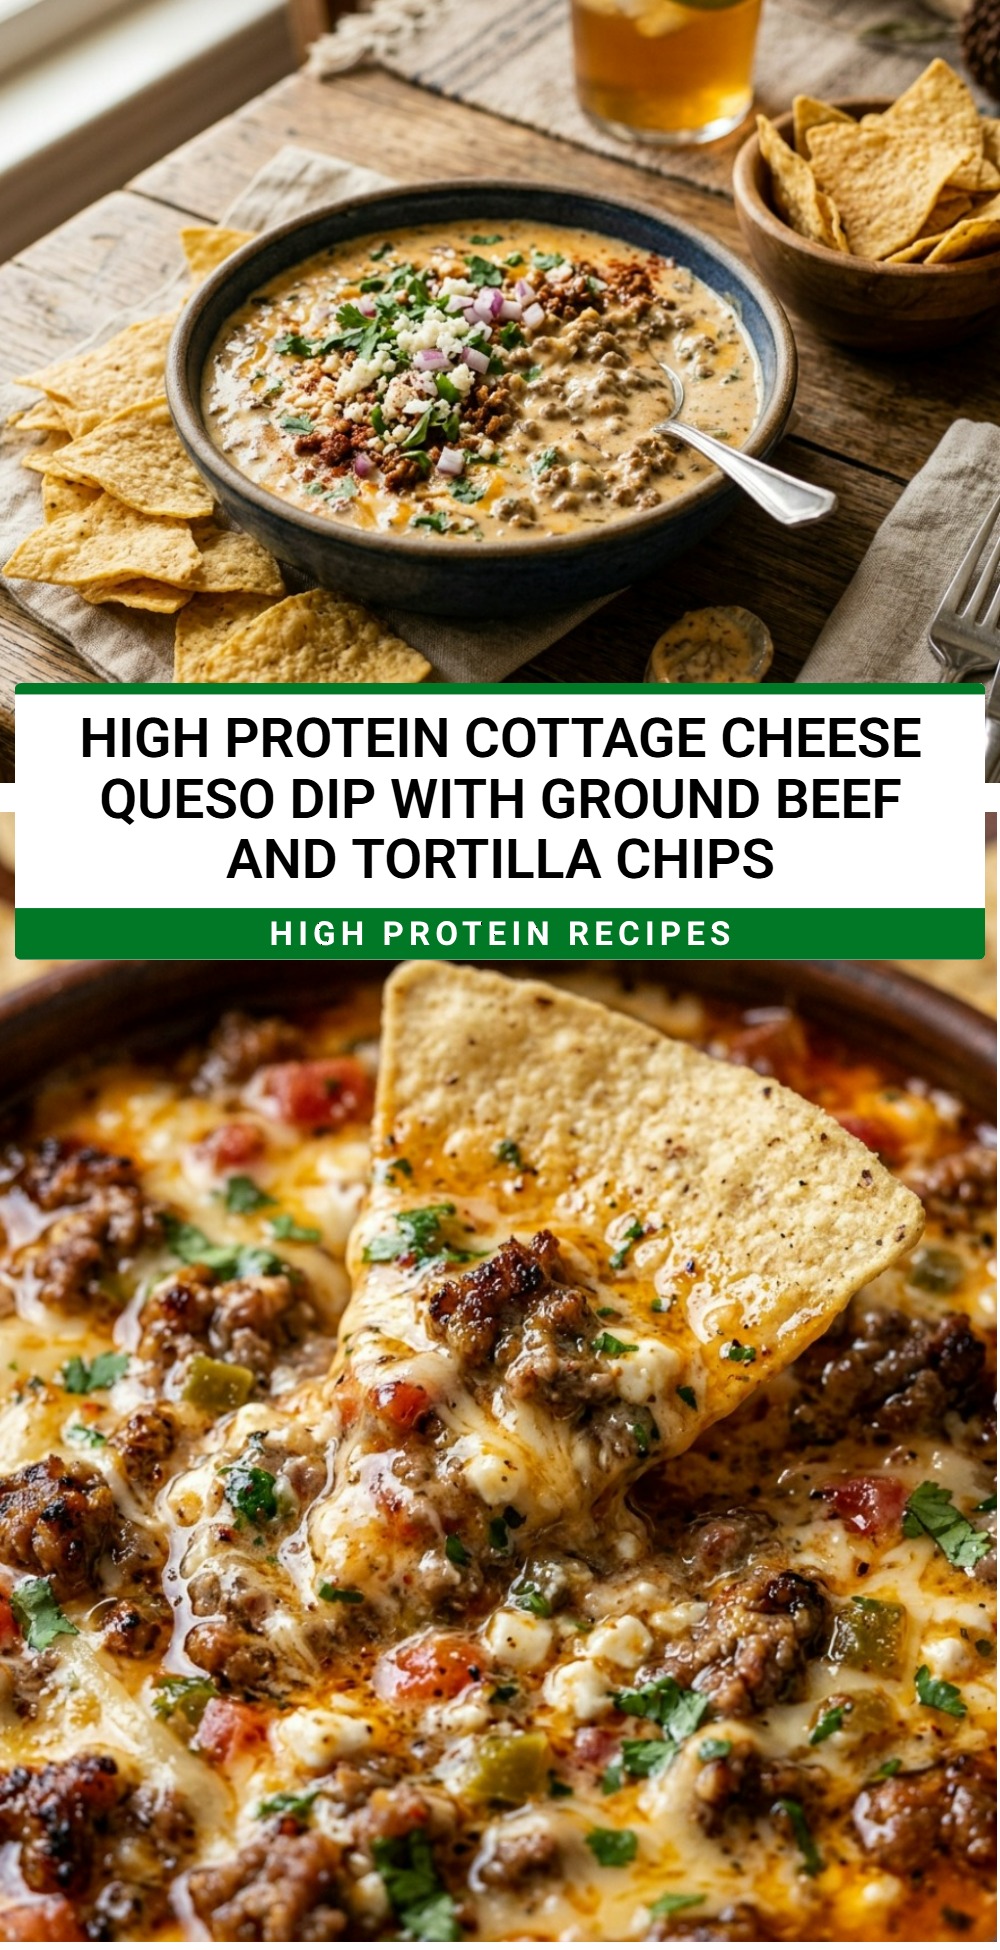 HIGH PROTEIN COTTAGE CHEESE
QUESO DIP WITH GROUND BEEF
AND TORTILLA CHIPS
HIGH PROTEIN RECIPES